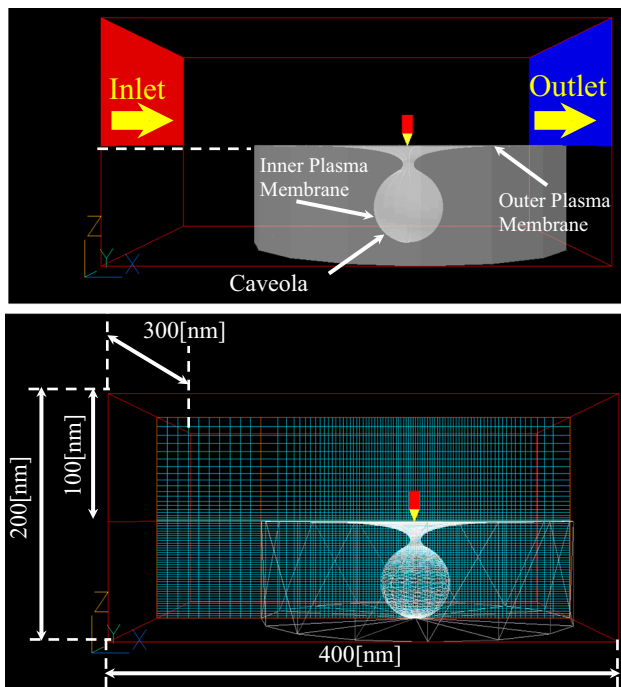 Inlet
Outlet
Inner Plasma
Membrane
Outer Plasma
Membrane
Caveola
Z
Y
X
300[nm]
100[nm]
200[nm]
Z
Y
X
400[nm]